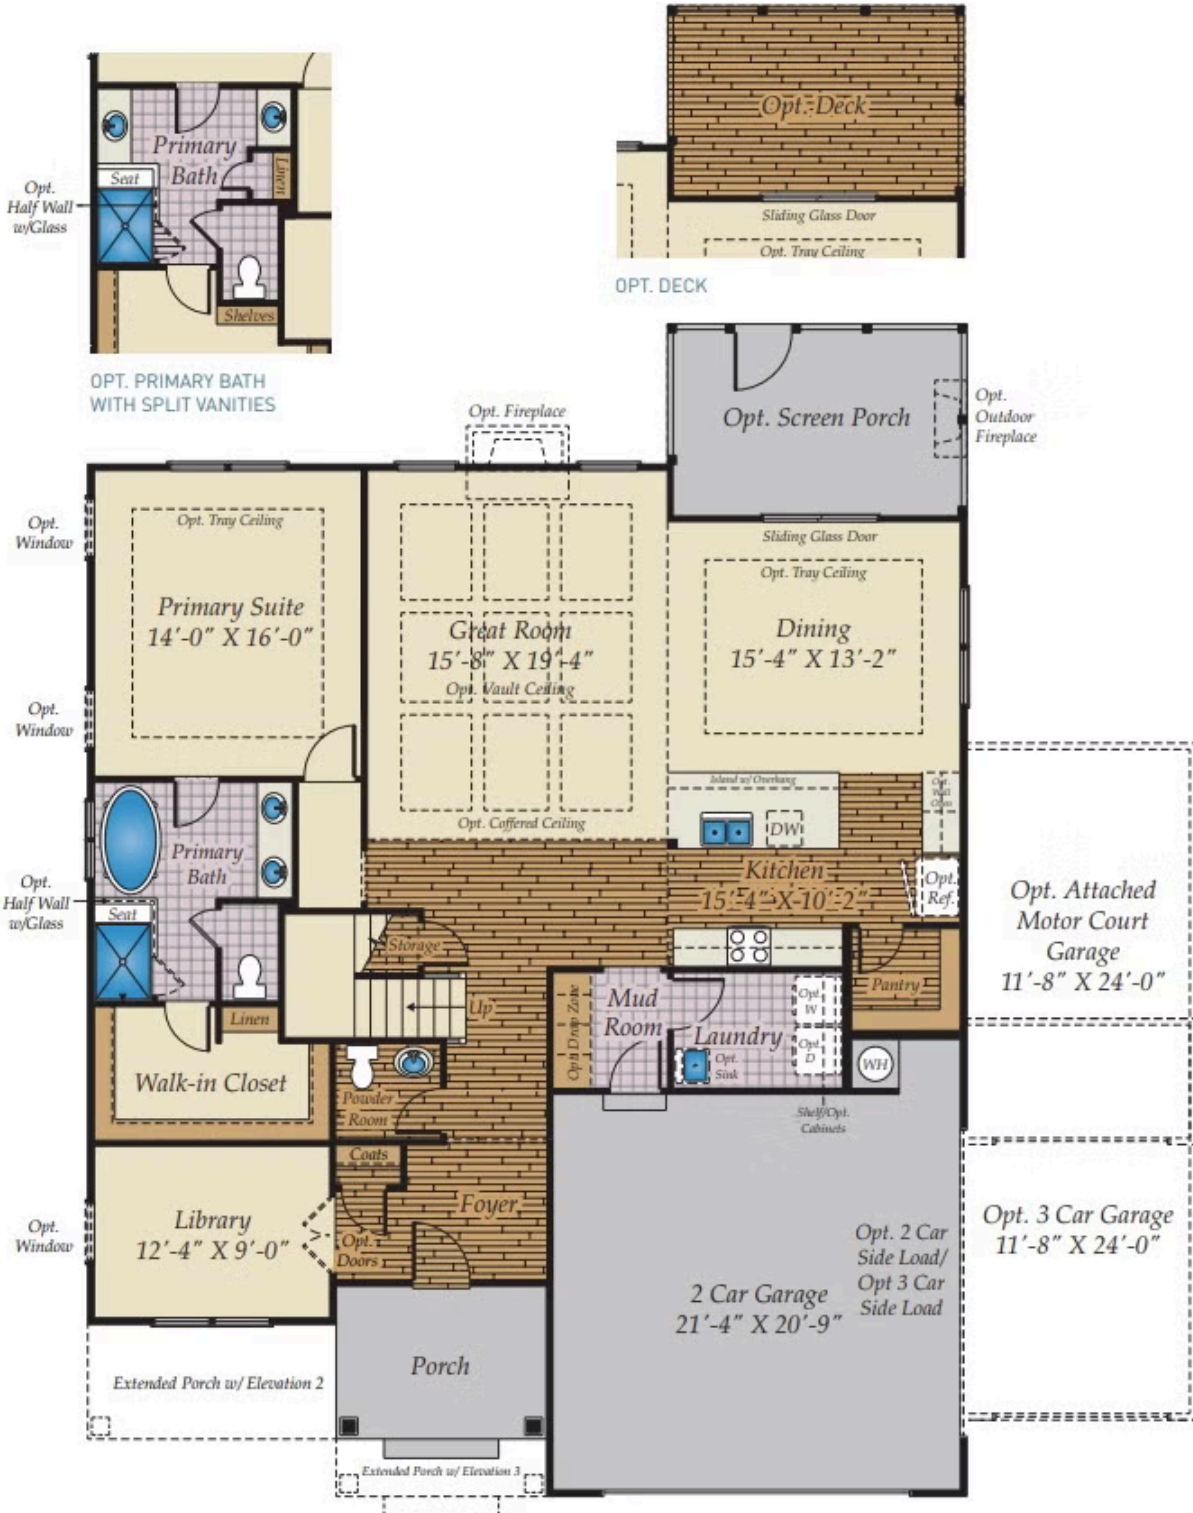 Primary
Bath
Linen
Seat
Opt.
Half Wall
w/Glass
Shelves
OPT. PRIMARY BATH
WITH SPLIT VANITIES
Opt. Deck
Sliding Glass Door
Opt. Tray Ceiling
OPT. DECK
Opt. Fireplace
Opt. Screen Porch
Opt.
Outdoor
Fireplace
Opt.
Window
Opt. Tray Ceiling
Primary Suite
14'-0" X 16'-0"
Opt.
Window
Great Room
15'-8" X 19'-4"
Opt. Vault Ceiling
Opt. Coffered Ceiling
Sliding Glass Door
Opt. Tray Ceiling
Dining
15'-4" X 13'-2"
Island w/ Overhang
DW
Opt.
Wall
Oven
Kitchen
15'-4" X 10'-2"
Opt.
Ref.
Primary
Bath
Opt.
Half Wall
w/Glass
Seat
Linen
Storage
Up
Mud
Room
Opt. Drop Zone
Laundry
Opt.
W
Opt.
D
Opt.
Sink
Pantry
WH
Shelf/Opt.
Cabinets
Opt. Attached
Motor Court
Garage
11'-8" X 24'-0"
Walk-in Closet
Powder
Room
Coats
Foyer
Opt.
Doors
Library
12'-4" X 9'-0"
Opt.
Window
2 Car Garage
21'-4" X 20'-9"
Opt. 2 Car
Side Load/
Opt 3 Car
Side Load
Opt. 3 Car Garage
11'-8" X 24'-0"
Porch
Extended Porch w/ Elevation 2
Extended Porch w/ Elevation 3